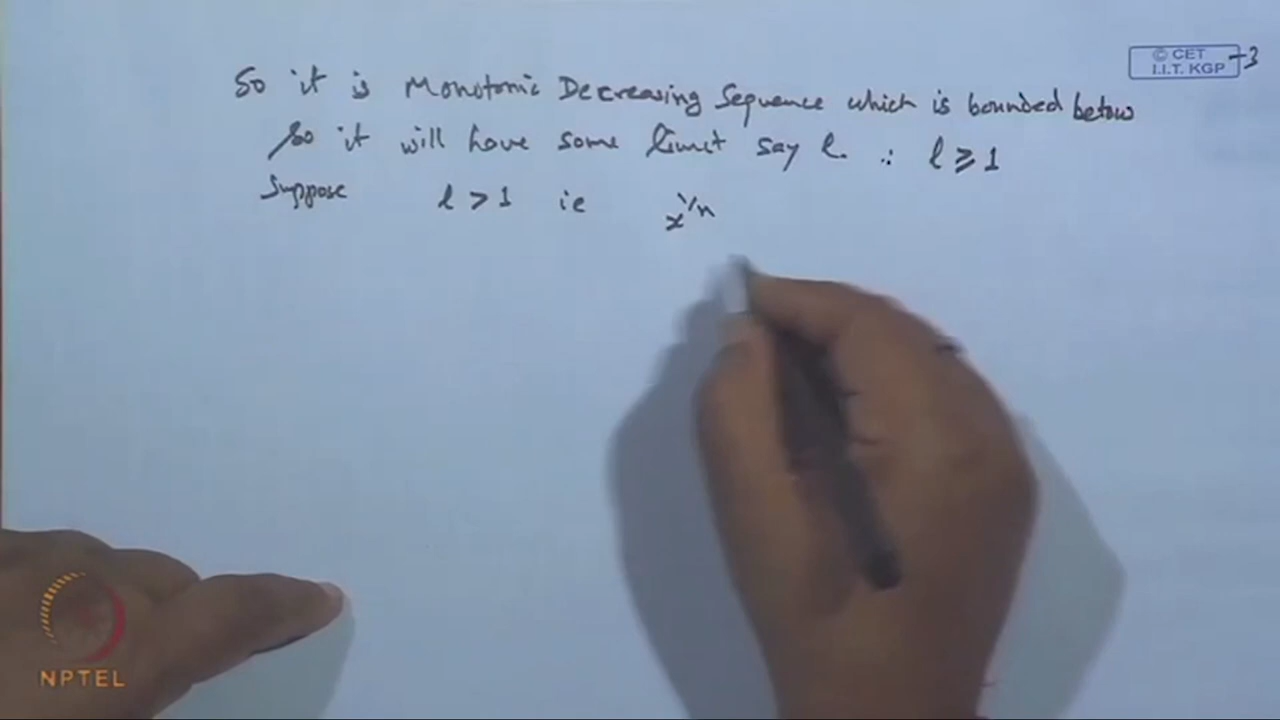 © CET
I.I.T. KGP
-3
So it is Monotonic Decreasing Sequence which is bounded below
So it will have some limit say l. ∴ l ⩾ 1
Suppose l > 1 ie x^{1/n}
NPTEL